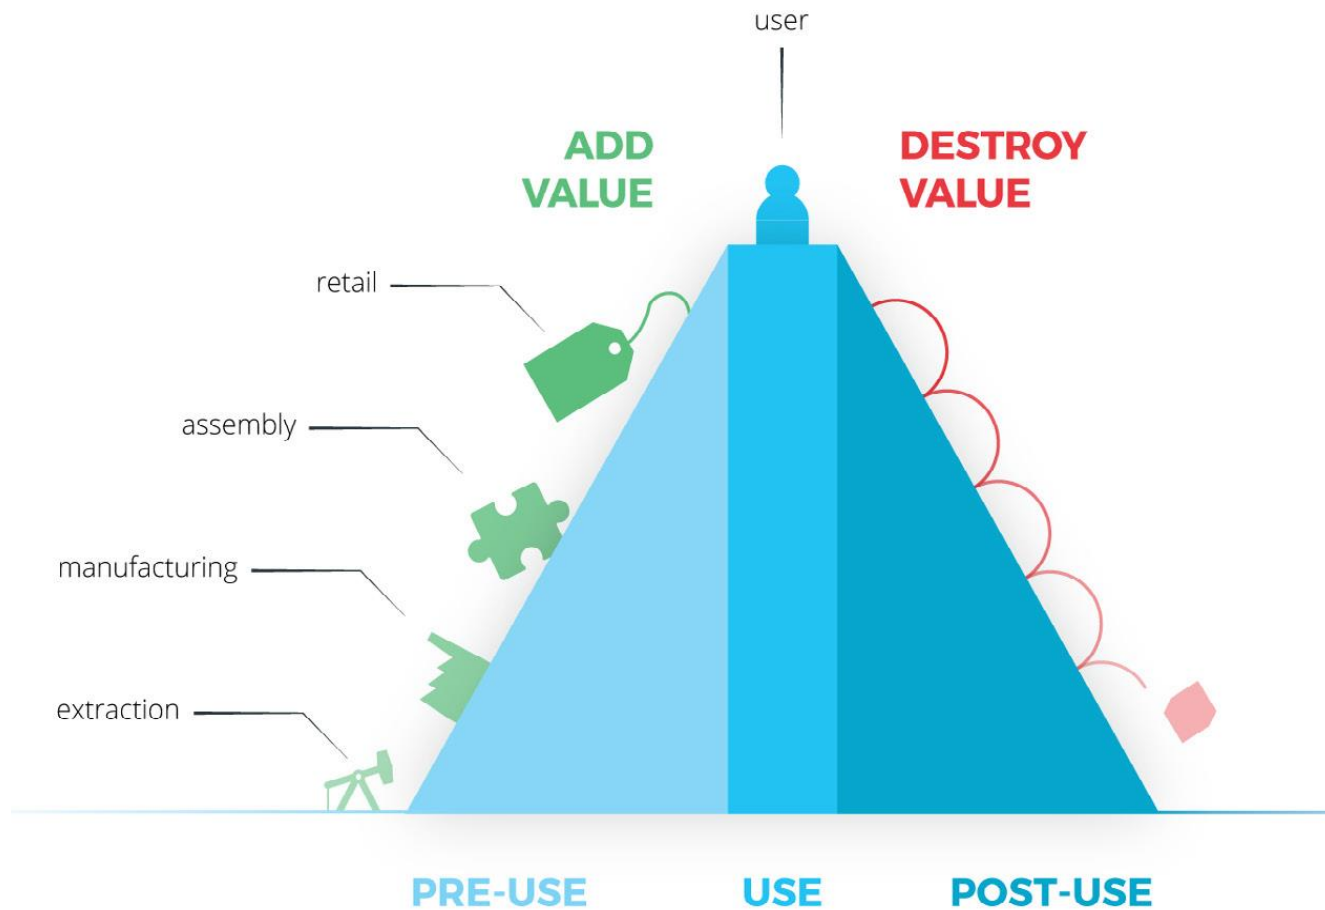 user
ADD
VALUE
DESTROY
VALUE
retail
assembly
manufacturing
extraction
PRE-USE
USE
POST-USE